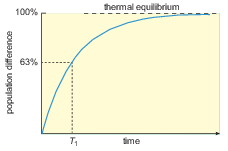 100%
thermal equilibrium
population difference
63%
T1
time